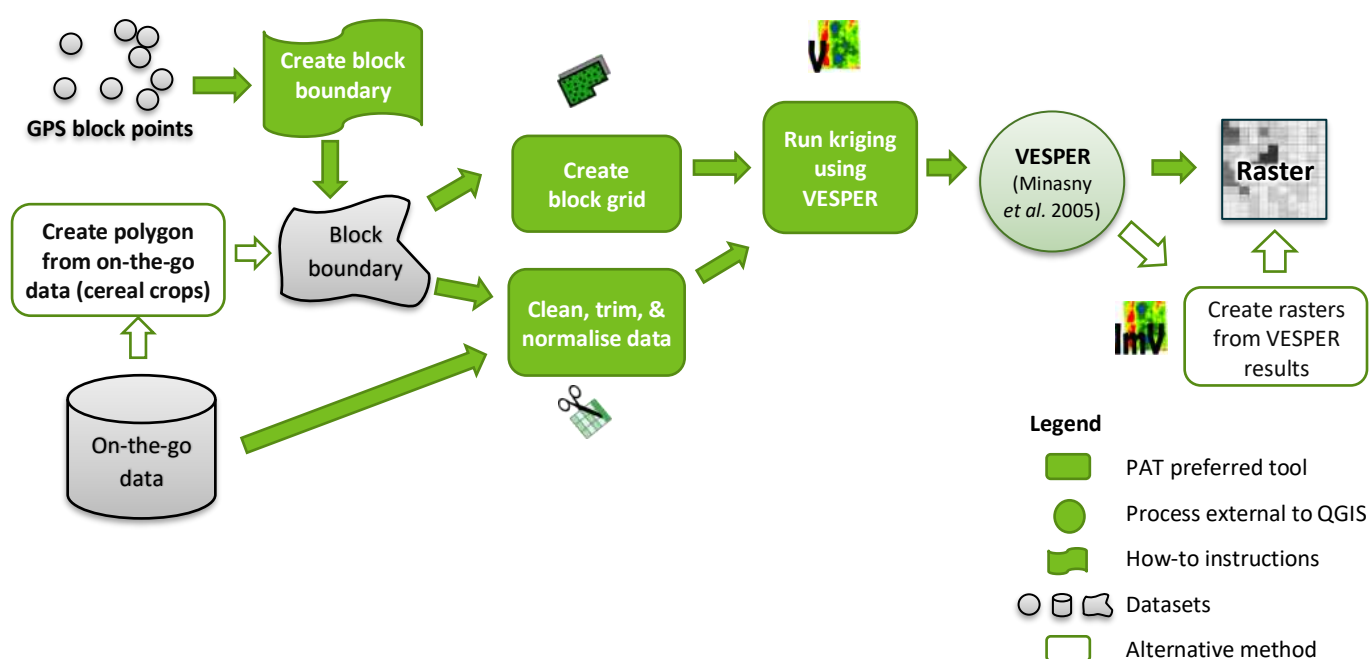 GPS block points
Create block
boundary
Create polygon
from on-the-go
data (cereal crops)
Block
boundary
On-the-go
data
Create
block grid
Clean, trim, &
normalise data
V
Run kriging
using
VESPER
VESPER
(Minasny
et al. 2005)
Raster
ImV
Create rasters
from VESPER
results
Legend
PAT preferred tool
Process external to QGIS
How-to instructions
Datasets
Alternative method